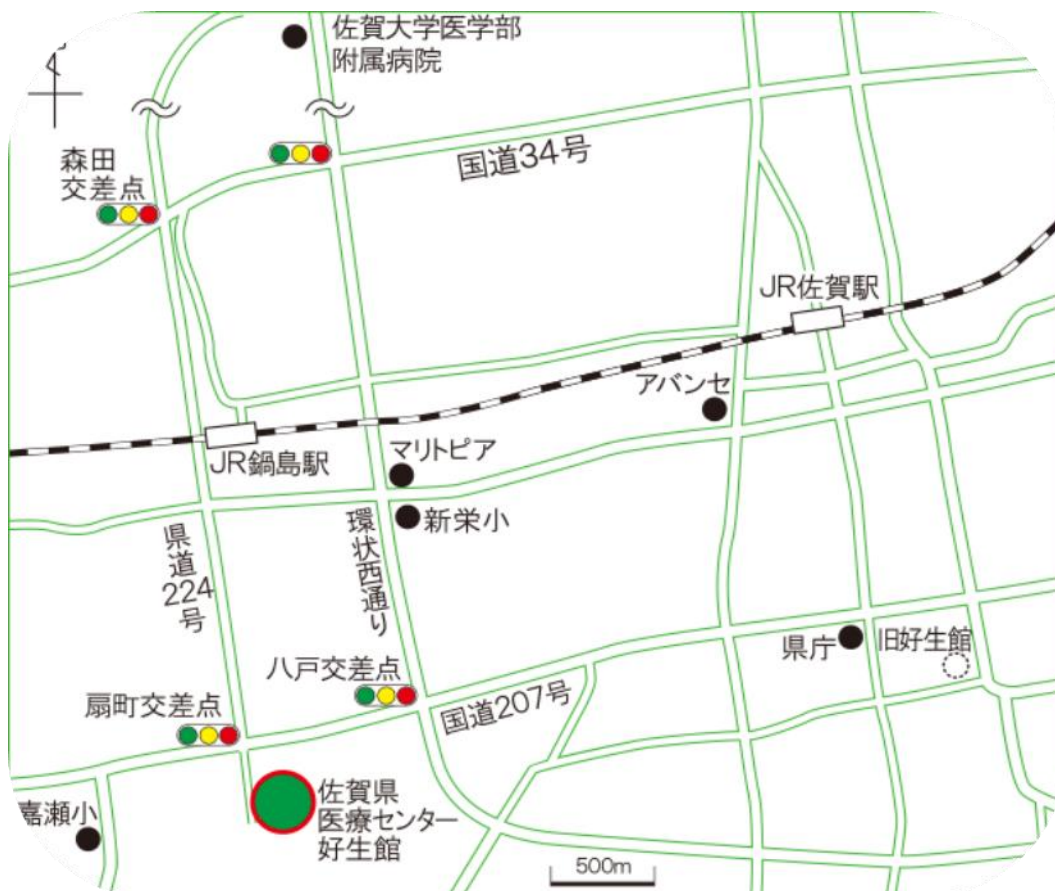 佐賀大学医学部
附属病院
森田
交差点
国道34号
JR佐賀駅
アバンセ
JR鍋島駅
マリトピア
新栄小
県道224号
環状西通り
県庁
旧好生館
八戸交差点
国道207号
扇町交差点
嘉瀬小
佐賀県
医療センター
好生館
500m